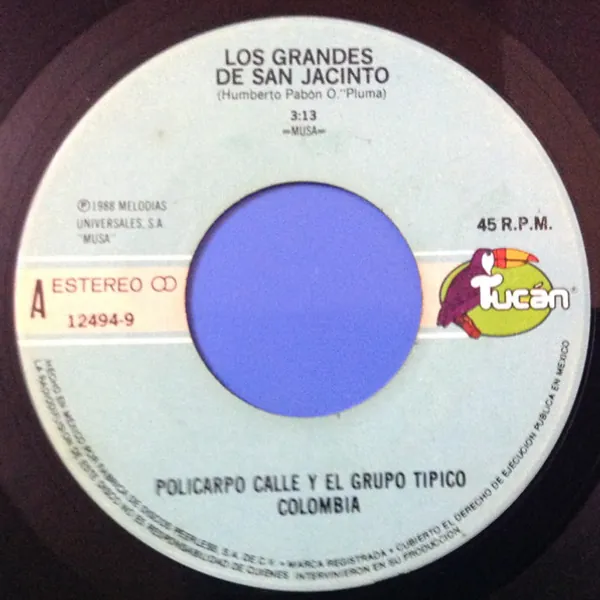 LOS GRANDES
DE SAN JACINTO
(Humberto Pabón O."Pluma)
3:13
=MUSA=
Ⓟ1988 MELODIAS
UNIVERSALES, S.A.
"MUSA"
45 R.P.M.
A
ESTEREO
12494-9
Tucán®
POLICARPO CALLE Y EL GRUPO TIPICO
COLOMBIA
HECHO EN MEXICO POR FABRICA DE DISCOS PEERLESS, S.A. DE C.V. • MARCA REGISTRADA • CUBIERTO EL DERECHO DE EJECUCION PUBLICA EN MEXICO
LA RADIODIFUSION DE ESTE DISCO NO ES RESPONSABILIDAD DE QUIENES INTERVINIERON EN SU PRODUCCION.